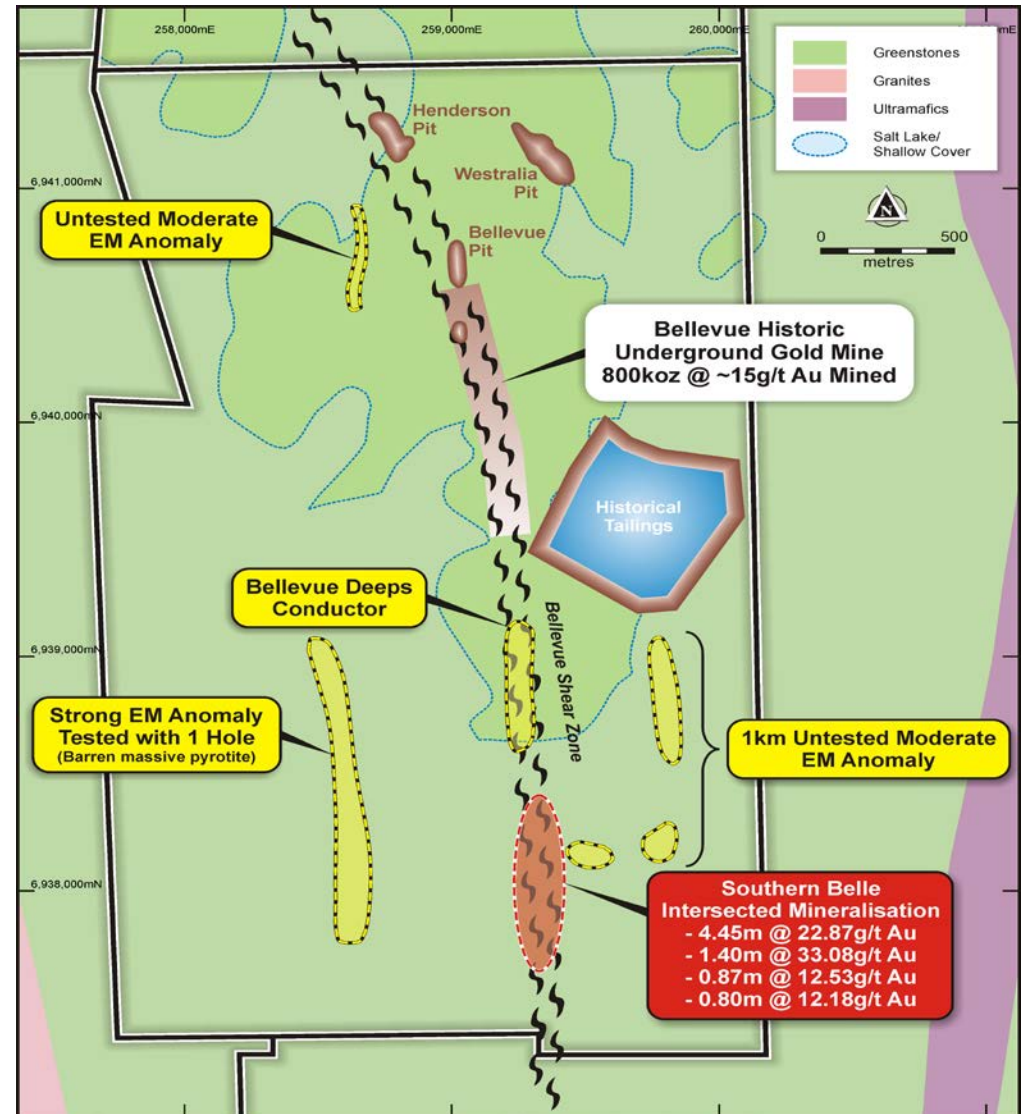 258,000mE
259,000mE
260,000mE
mE
Greenstones
Granites
Ultramafics
Salt Lake/
Shallow Cover
Henderson
Pit
Westralia
Pit
6,941,000mN
N
Untested Moderate
EM Anomaly
Bellevue
Pit
0
500
metres
Bellevue Historic
Underground Gold Mine
800koz @ ~15g/t Au Mined
6,940,000mN
Historical
Tailings
Bellevue Deeps
Conductor
Bellevue Shear Zone
6,939,000mN
Strong EM Anomaly
Tested with 1 Hole
(Barren massive pyrotite)
1km Untested Moderate
EM Anomaly
6,938,000mN
Southern Belle
Intersected Mineralisation
- 4.45m @ 22.87g/t Au
- 1.40m @ 33.08g/t Au
- 0.87m @ 12.53g/t Au
- 0.80m @ 12.18g/t Au